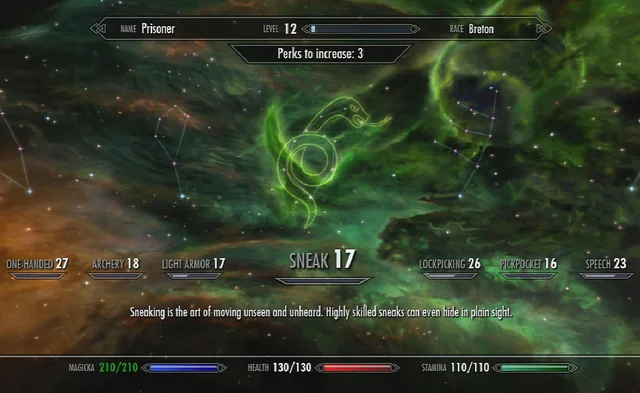 NAME Prisoner LEVEL 12 RACE Breton
Perks to increase: 3
ONE-HANDED 27 ARCHERY 18 LIGHT ARMOR 17 SNEAK 17 LOCKPICKING 26 PICKPOCKET 16 SPEECH 23
Sneaking is the art of moving unseen and unheard. Highly skilled sneaks can even hide in plain sight.
MAGICKA 210/210 HEALTH 130/130 STAMINA 110/110